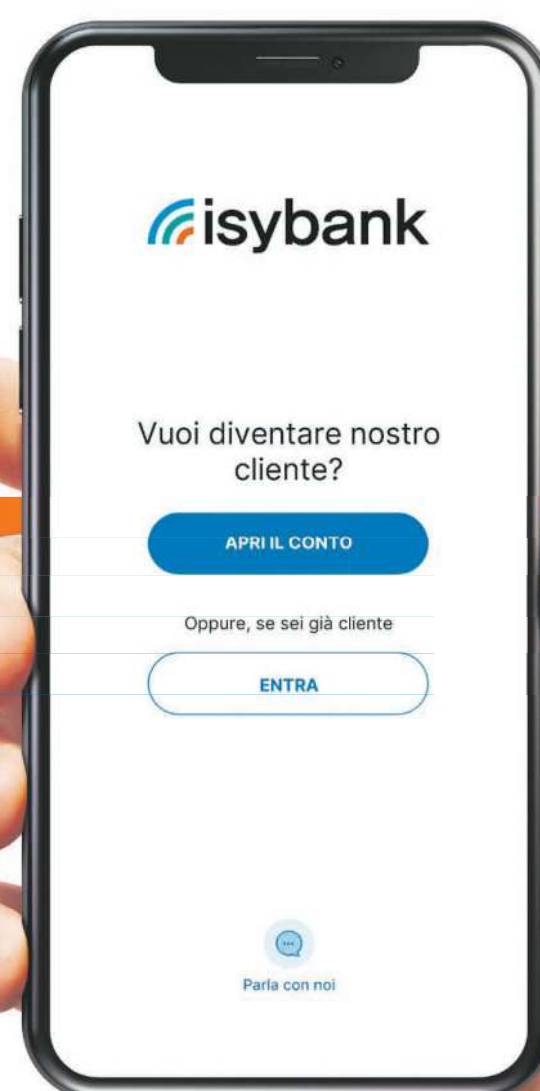 isybank
Vuoi diventare nostro
cliente?
APRI IL CONTO
Oppure, se sei già cliente
ENTRA
Parla con noi